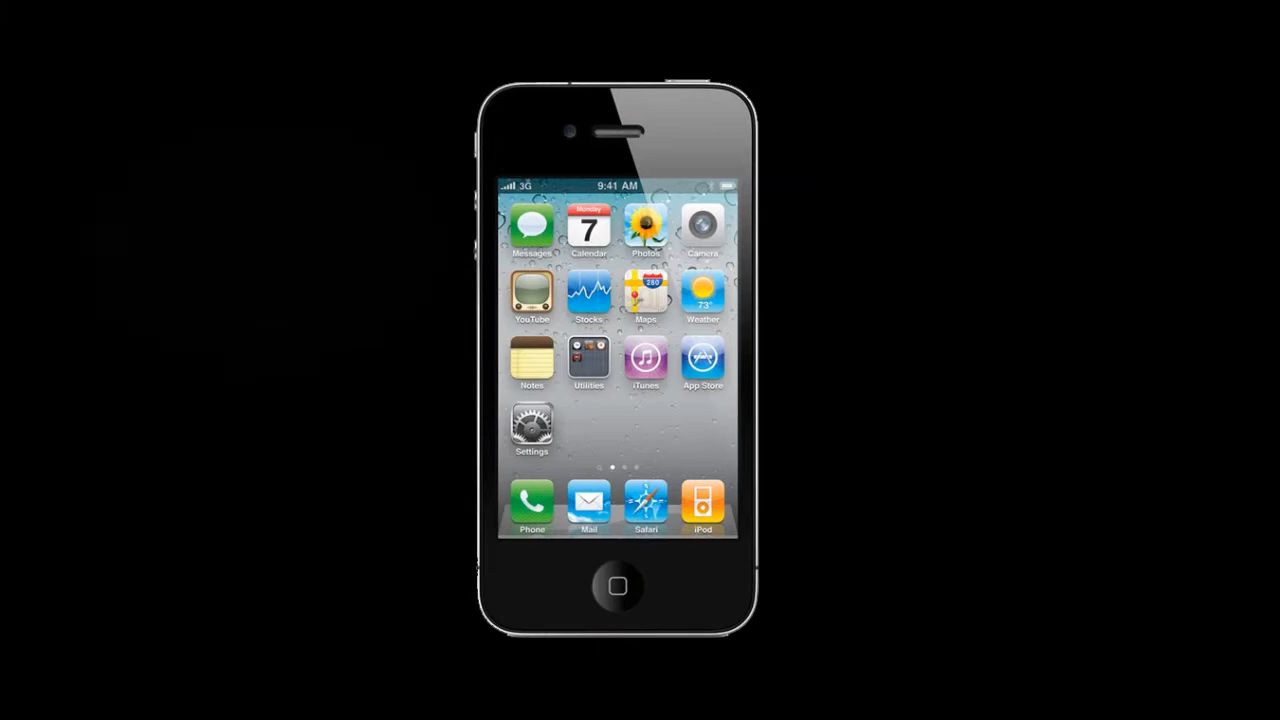 3G 9:41 AM
Monday
7
280
73°
Messages Calendar Photos Camera
YouTube Stocks Maps Weather
Notes Utilities iTunes App Store
Settings
Phone Mail Safari iPod